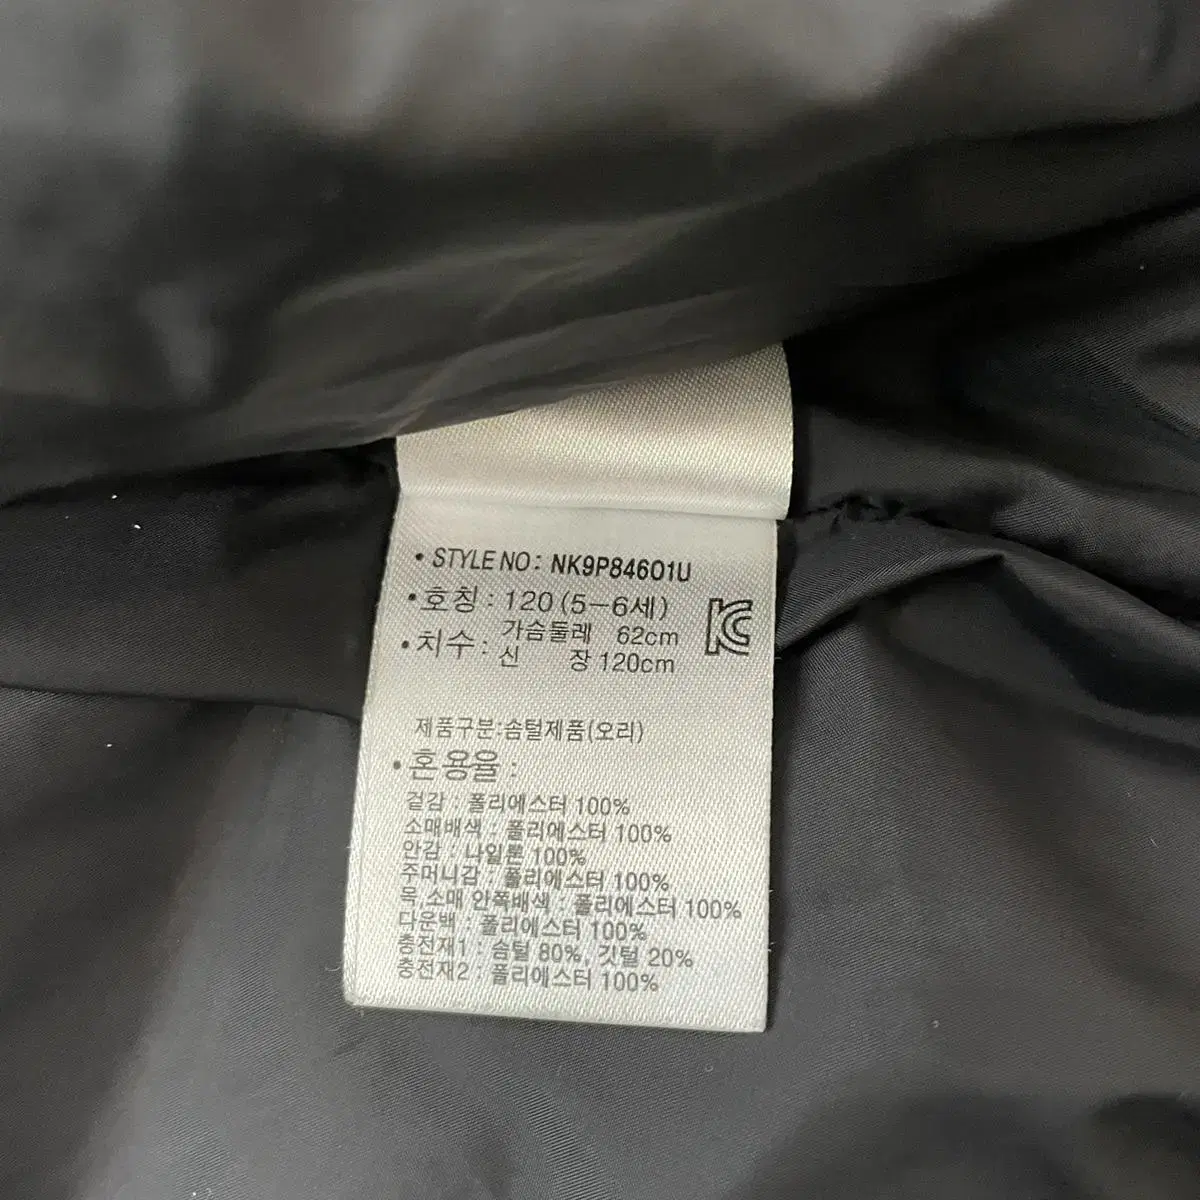 • STYLE NO : NK9P84601U
• 호칭 : 120 (5-6세)
• 치수 : 가슴둘레 62cm
신 장 120cm
제품구분:솜털제품(오리)
• 혼용율 :
겉감 : 폴리에스터 100%
소매배색 : 폴리에스터 100%
안감 : 나일론 100%
주머니감 : 폴리에스터 100%
목,소매 안쪽배색 : 폴리에스터 100%
다운백 : 폴리에스터 100%
충전재1 : 솜털 80%, 깃털 20%
충전재2 : 폴리에스터 100%